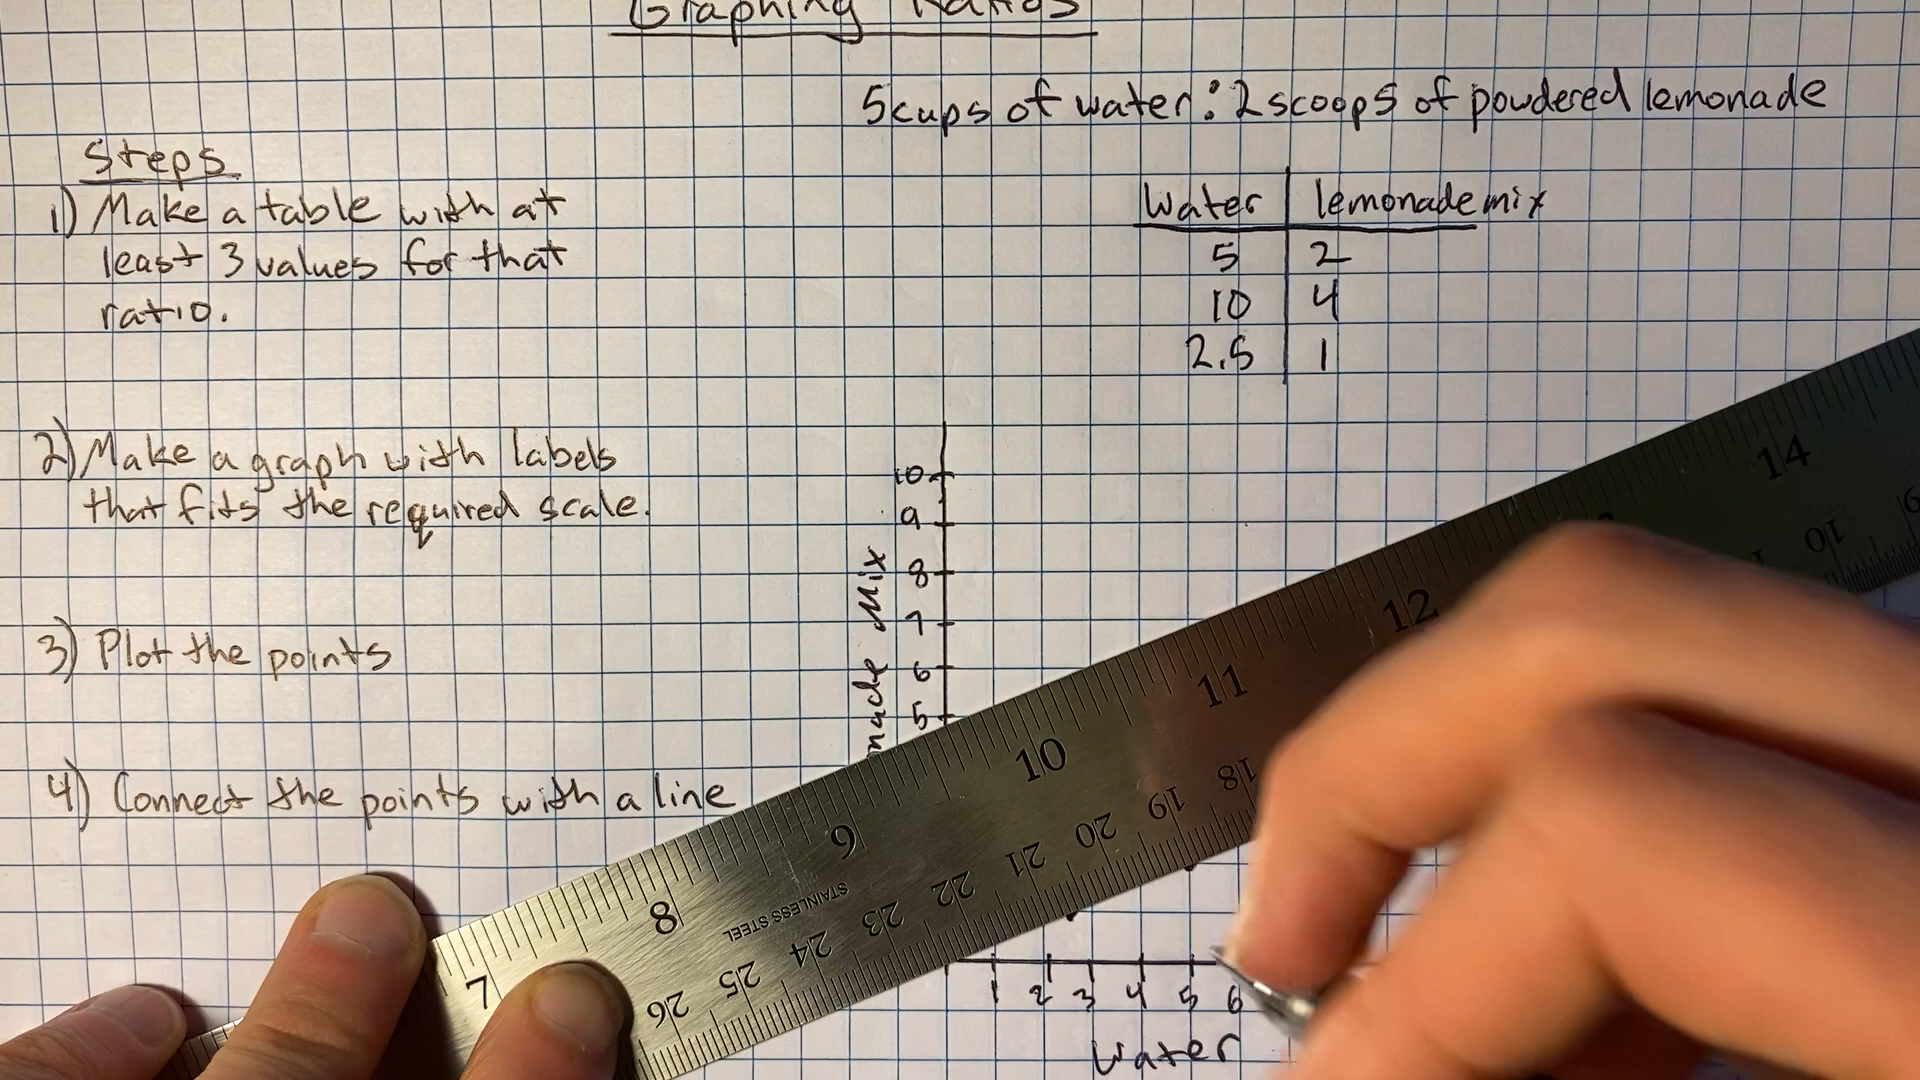 Graphing Ratios
5 cups of water : 2 scoops of powdered lemonade
Steps
1) Make a table with at
least 3 values for that
ratio.
Water lemonade mix
5 2
10 4
2.5 1
2) Make a graph with labels
that fits the required scale.
3) Plot the points
4) Connect the points with a line
10
9
8
7
6
5
Mix
1 2 3 4 5 6
Water
7 8 9 10 11 12 14
STAINLESS STEEL
26 25 24 23 22 21 20 19 18 10 9